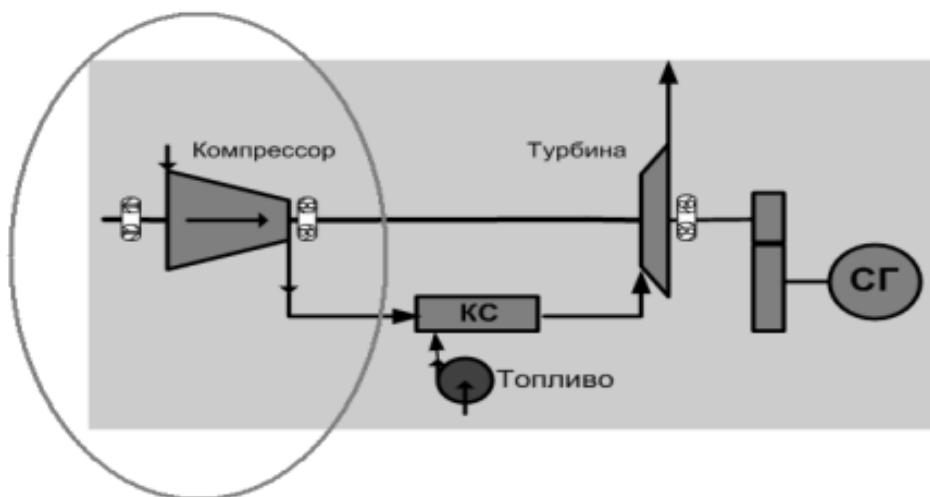 Компрессор
Турбина
СГ
КС
Топливо